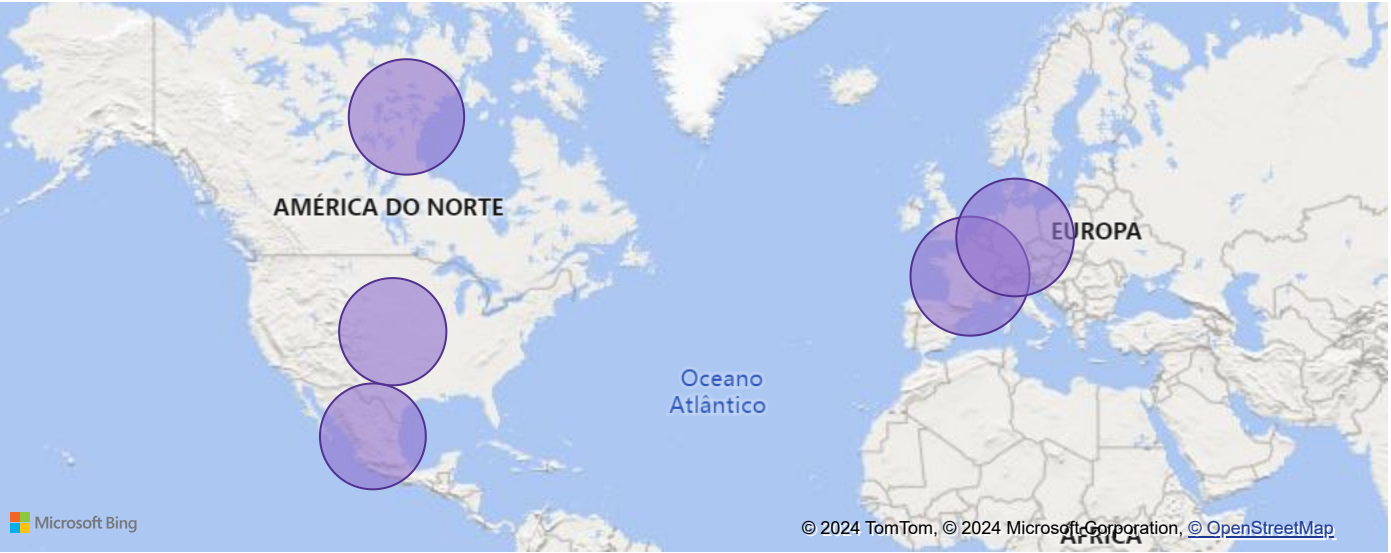 AMÉRICA DO NORTE
EUROPA
Oceano
Atlântico
Microsoft Bing
© 2024 TomTom, © 2024 Microsoft Corporation, © OpenStreetMap
ÁFRICA